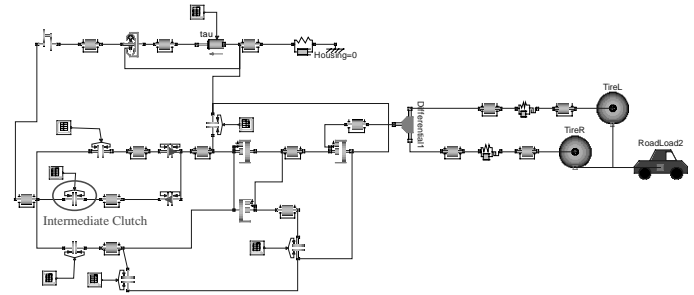 tau
Housing=0
TireL
Differential1
TireR
RoadLoad2
Intermediate Clutch